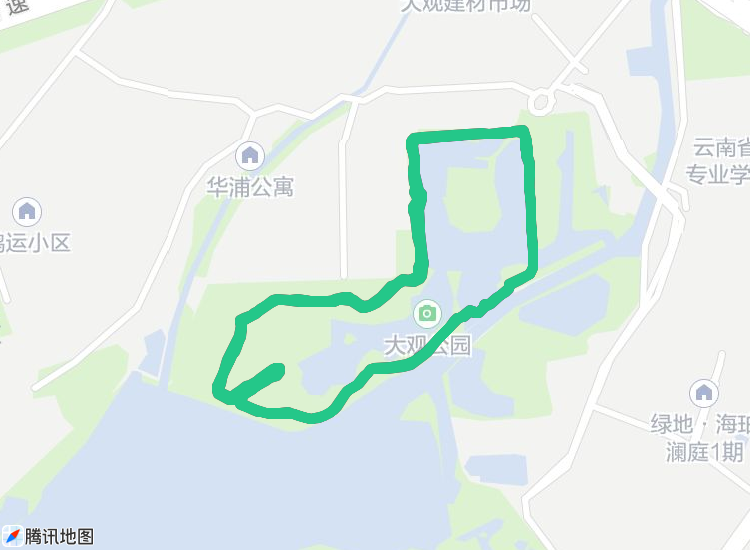 速
大观建材市场
云南省
专业学
华浦公寓
运小区
大观公园
绿地·海珀
澜庭1期
腾讯地图